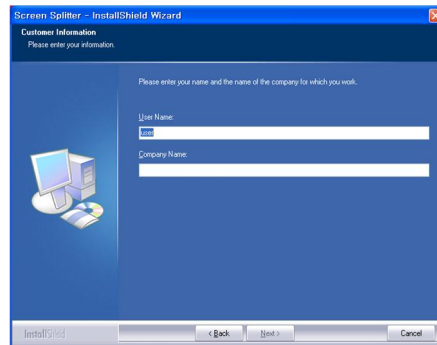 Screen Splitter - InstallShield Wizard
Customer Information
Please enter your information.
Please enter your name and the name of the company for which you work.
User Name:
user
Company Name:
InstallShield
< Back
Next >
Cancel